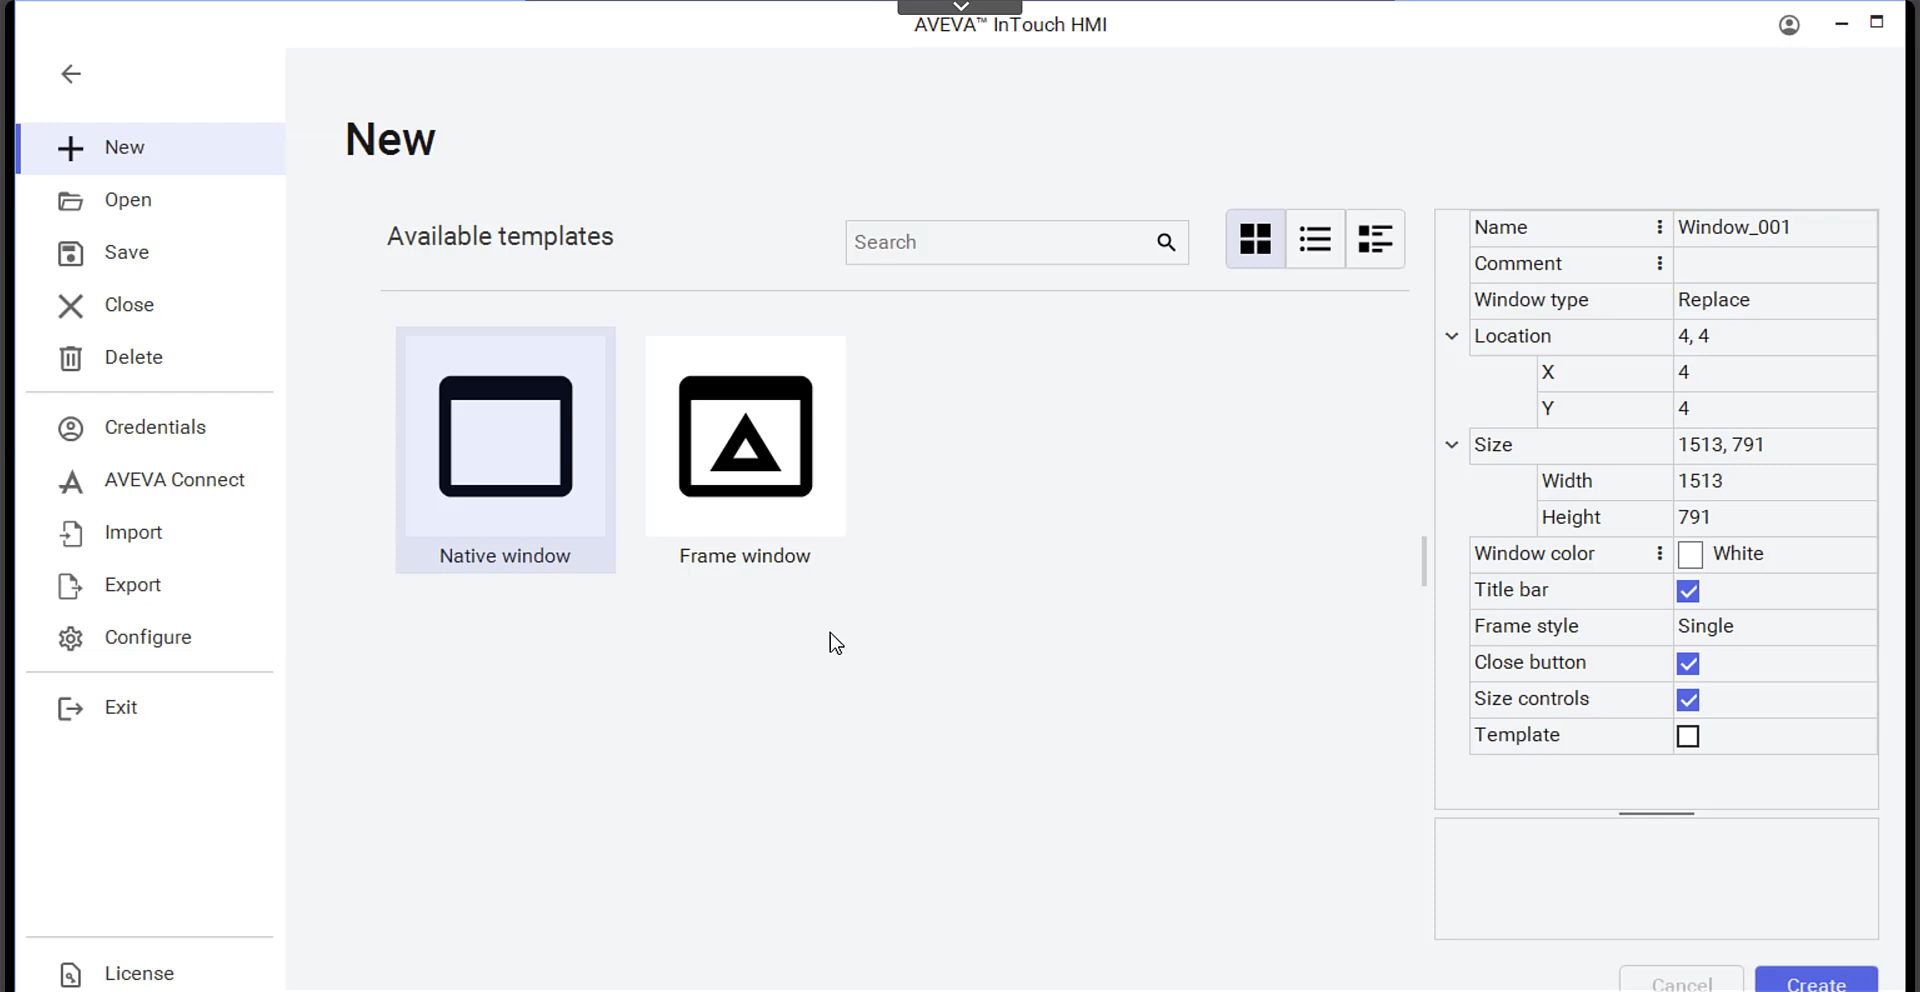 AVEVA™ InTouch HMI
New
Open
Save
Close
Delete
Credentials
AVEVA Connect
Import
Export
Configure
Exit
License
New
Available templates
Search
Native window
Frame window
Name Window_001
Comment
Window type Replace
Location 4, 4
X 4
Y 4
Size 1513, 791
Width 1513
Height 791
Window color White
Title bar
Frame style Single
Close button
Size controls
Template
Cancel
Create